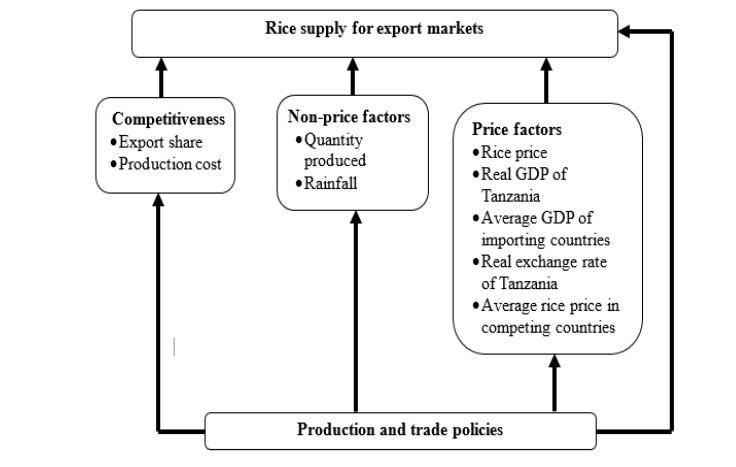 Rice supply for export markets
Competitiveness
•Export share
•Production cost
Non-price factors
•Quantity
produced
•Rainfall
Price factors
•Rice price
•Real GDP of
Tanzania
•Average GDP of
importing countries
•Real exchange rate
of Tanzania
•Average rice price in
competing countries
Production and trade policies